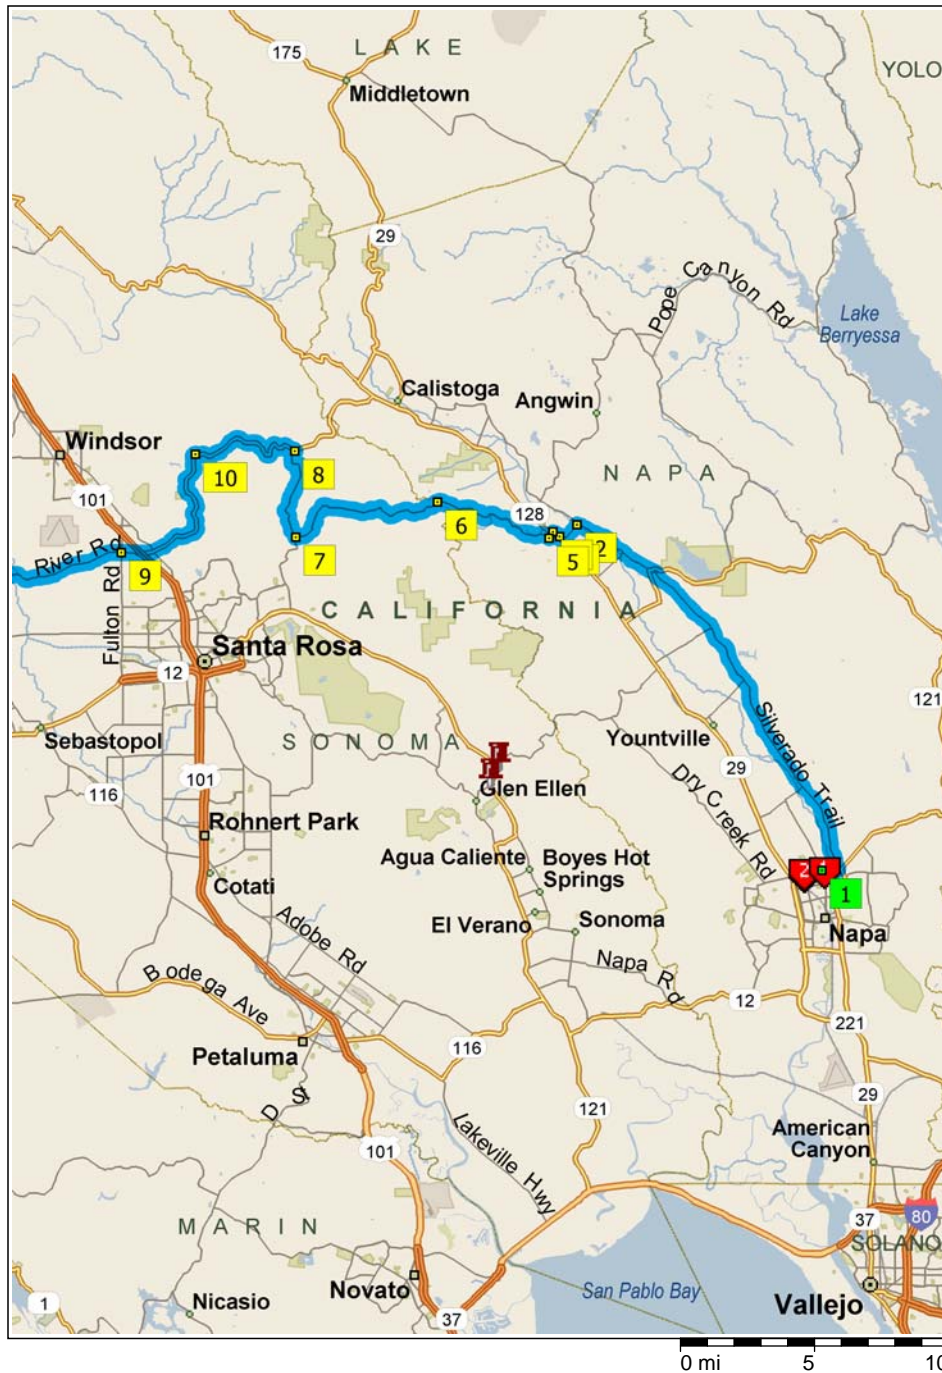 LAKE
175
YOLO
Middletown
29
Pope Canyon Rd
Lake
Berryessa
Calistoga
Angwin
Windsor
NAPA
8
10
101
128
6
2
5
7
River Rd
9
Fulton Rd
CALIFORNIA
Santa Rosa
12
121
Silverado Trail
Sebastopol
SONOMA
Yountville
29
101
116
Glen Ellen
Dry Creek Rd
Rohnert Park
Agua Caliente
Boyes Hot
Springs
2
1
Cotati
El Verano
Sonoma
Napa
Adobe Rd
Bodega Ave
Napa Rd
12
221
Petaluma
116
29
D St
121
American
Canyon
Lakeville Hwy
101
37
80
MARIN
SOLANO
Novato
San Pablo Bay
Vallejo
1
Nicasio
37
0 mi 5 10